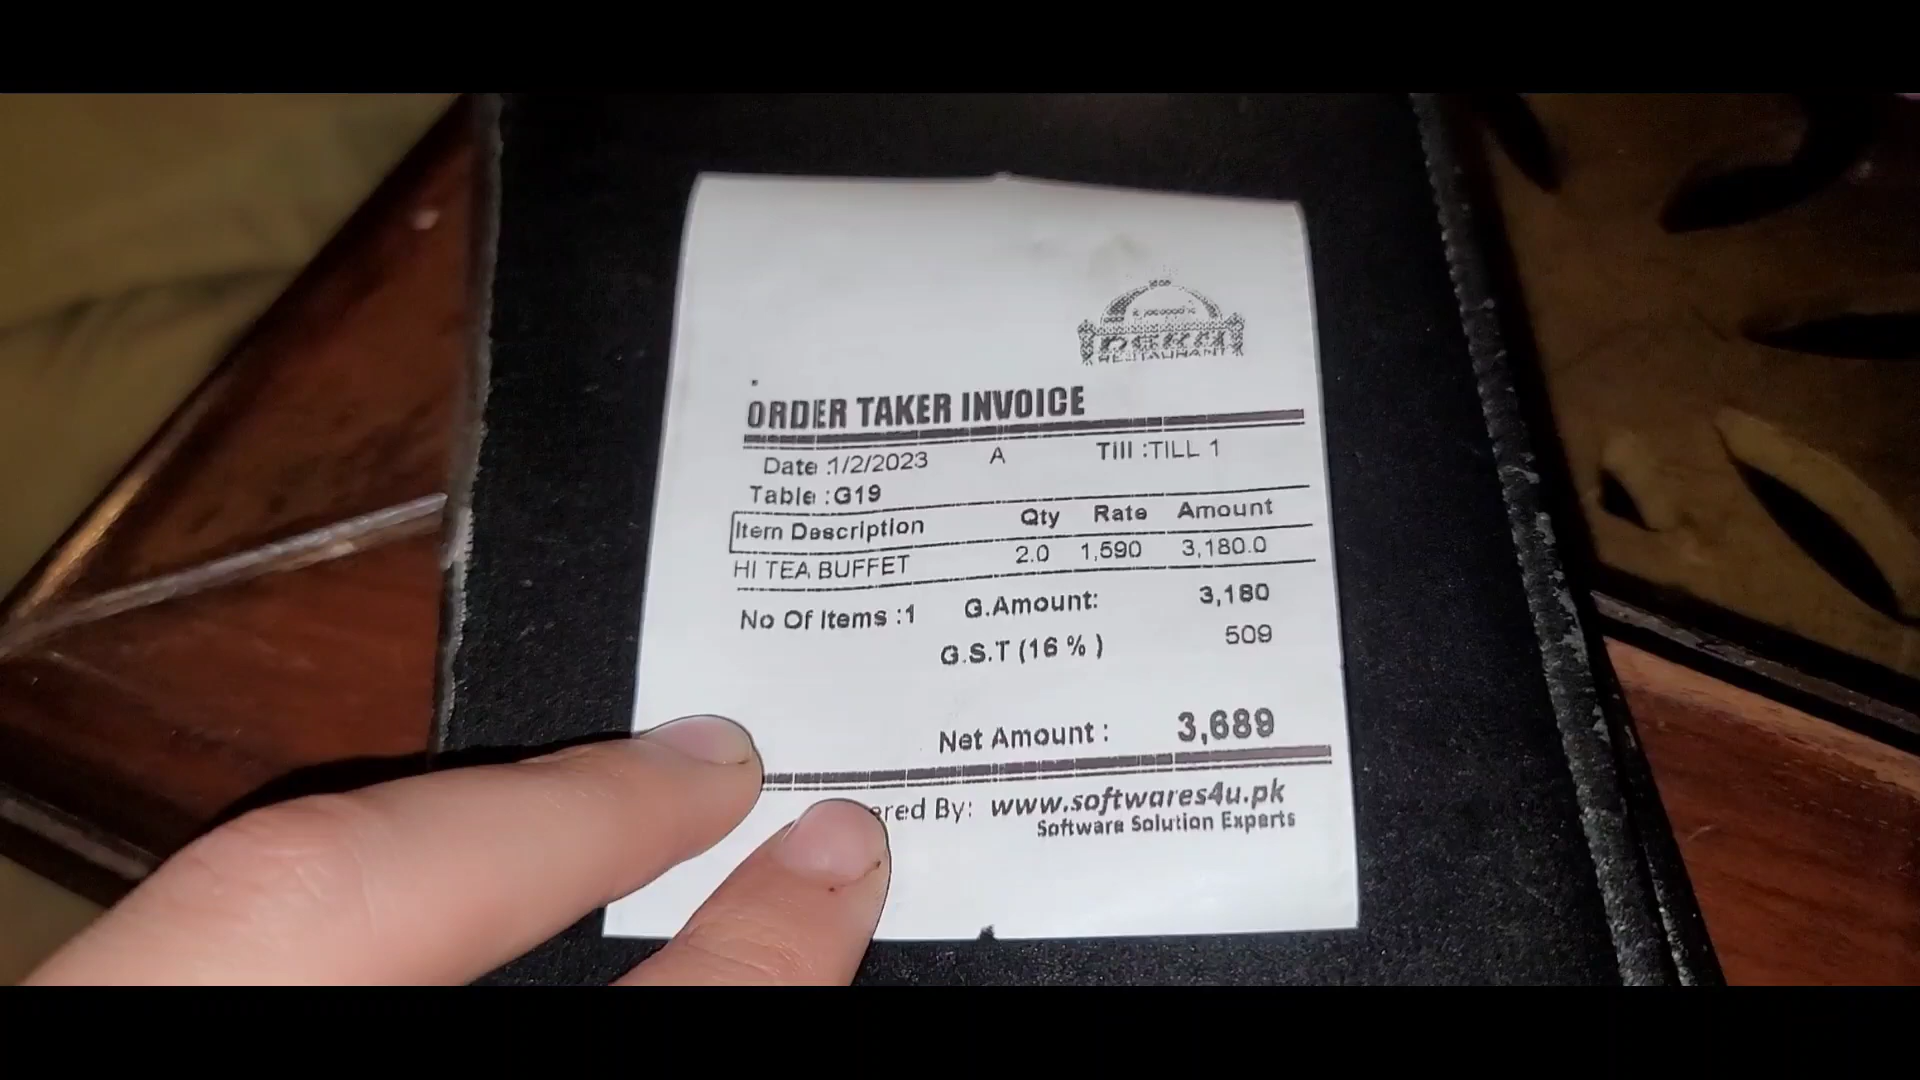 RESTAURANT
ORDER TAKER INVOICE
Date :1/2/2023 A Till :TILL 1
Table :G19
Item Description Qty Rate Amount
HI TEA BUFFET 2.0 1,590 3,180.0
No Of Items :1 G.Amount: 3,180
G.S.T (16 % ) 509
Net Amount : 3,689
ered By: www.softwares4u.pk
Software Solution Experts